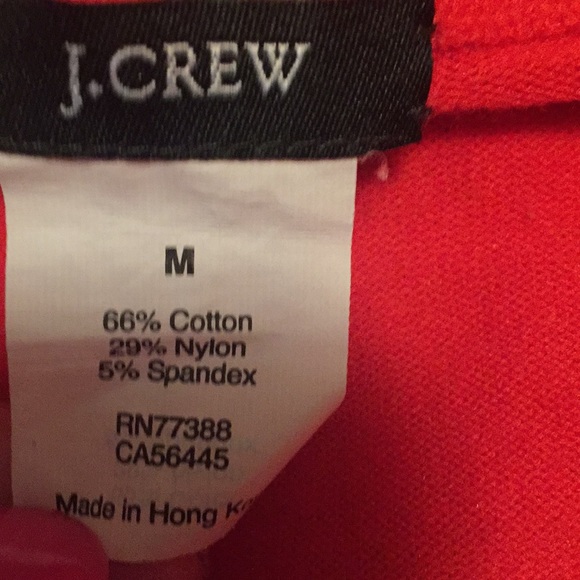 J.CREW
M
66% Cotton
29% Nylon
5% Spandex
RN77388
CA56445
Made in Hong